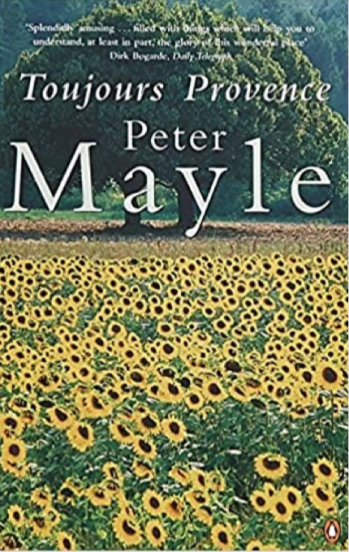 "Splendidly amusing . . . filled with things which will help you to
understand, at least in part, the glory of this wonderful place"
Dirk Bogarde, Daily Telegraph
Toujours Provence
Peter
Mayle